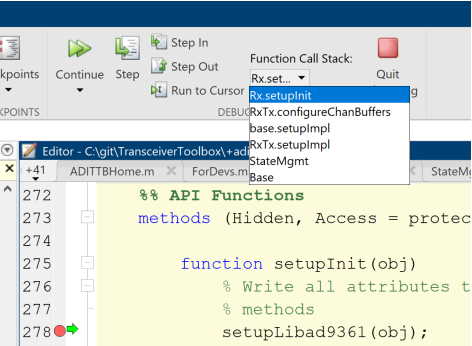 Step In
Step Out
Run to Cursor
kpoints
Continue
Step
Function Call Stack:
Rx.set...
Quit
g
KPOINTS
DEBUG
Rx.setupInit
RxTx.configureChanBuffers
base.setupImpl
RxTx.setupImpl
StateMgmt
Base
Editor - C:\git\TransceiverToolbox\+adi
+41
ADITTBHome.m
ForDevs.m
StateMg
272 %% API Functions
273 methods (Hidden, Access = protec
274
275 function setupInit(obj)
276 % Write all attributes t
277 % methods
278 setupLibad9361(obj);